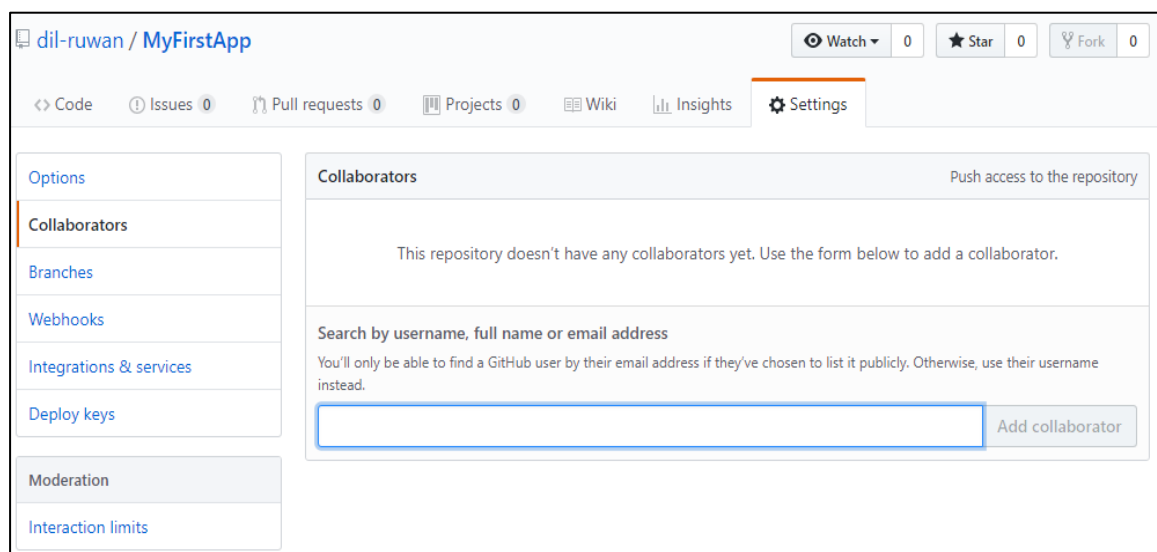 dil-ruwan / MyFirstApp
Watch 0 Star 0 Fork 0
<> Code Issues 0 Pull requests 0 Projects 0 Wiki Insights Settings
Options
Collaborators
Branches
Webhooks
Integrations & services
Deploy keys
Moderation
Interaction limits
Collaborators Push access to the repository
This repository doesn't have any collaborators yet. Use the form below to add a collaborator.
Search by username, full name or email address
You'll only be able to find a GitHub user by their email address if they've chosen to list it publicly. Otherwise, use their username
instead.
Add collaborator